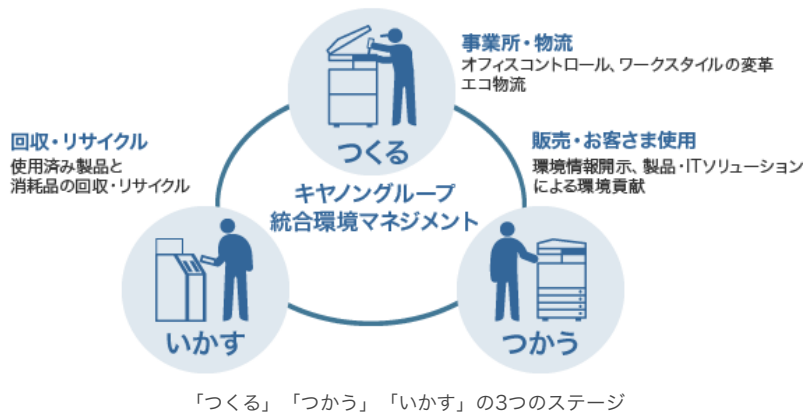 事業所・物流
オフィスコントロール、ワークスタイルの変革
エコ物流
つくる
回収・リサイクル
使用済み製品と
消耗品の回収・リサイクル
販売・お客さま使用
環境情報開示、製品・ITソリューション
による環境貢献
キヤノングループ
統合環境マネジメント
いかす
つかう
「つくる」「つかう」「いかす」の3つのステージ